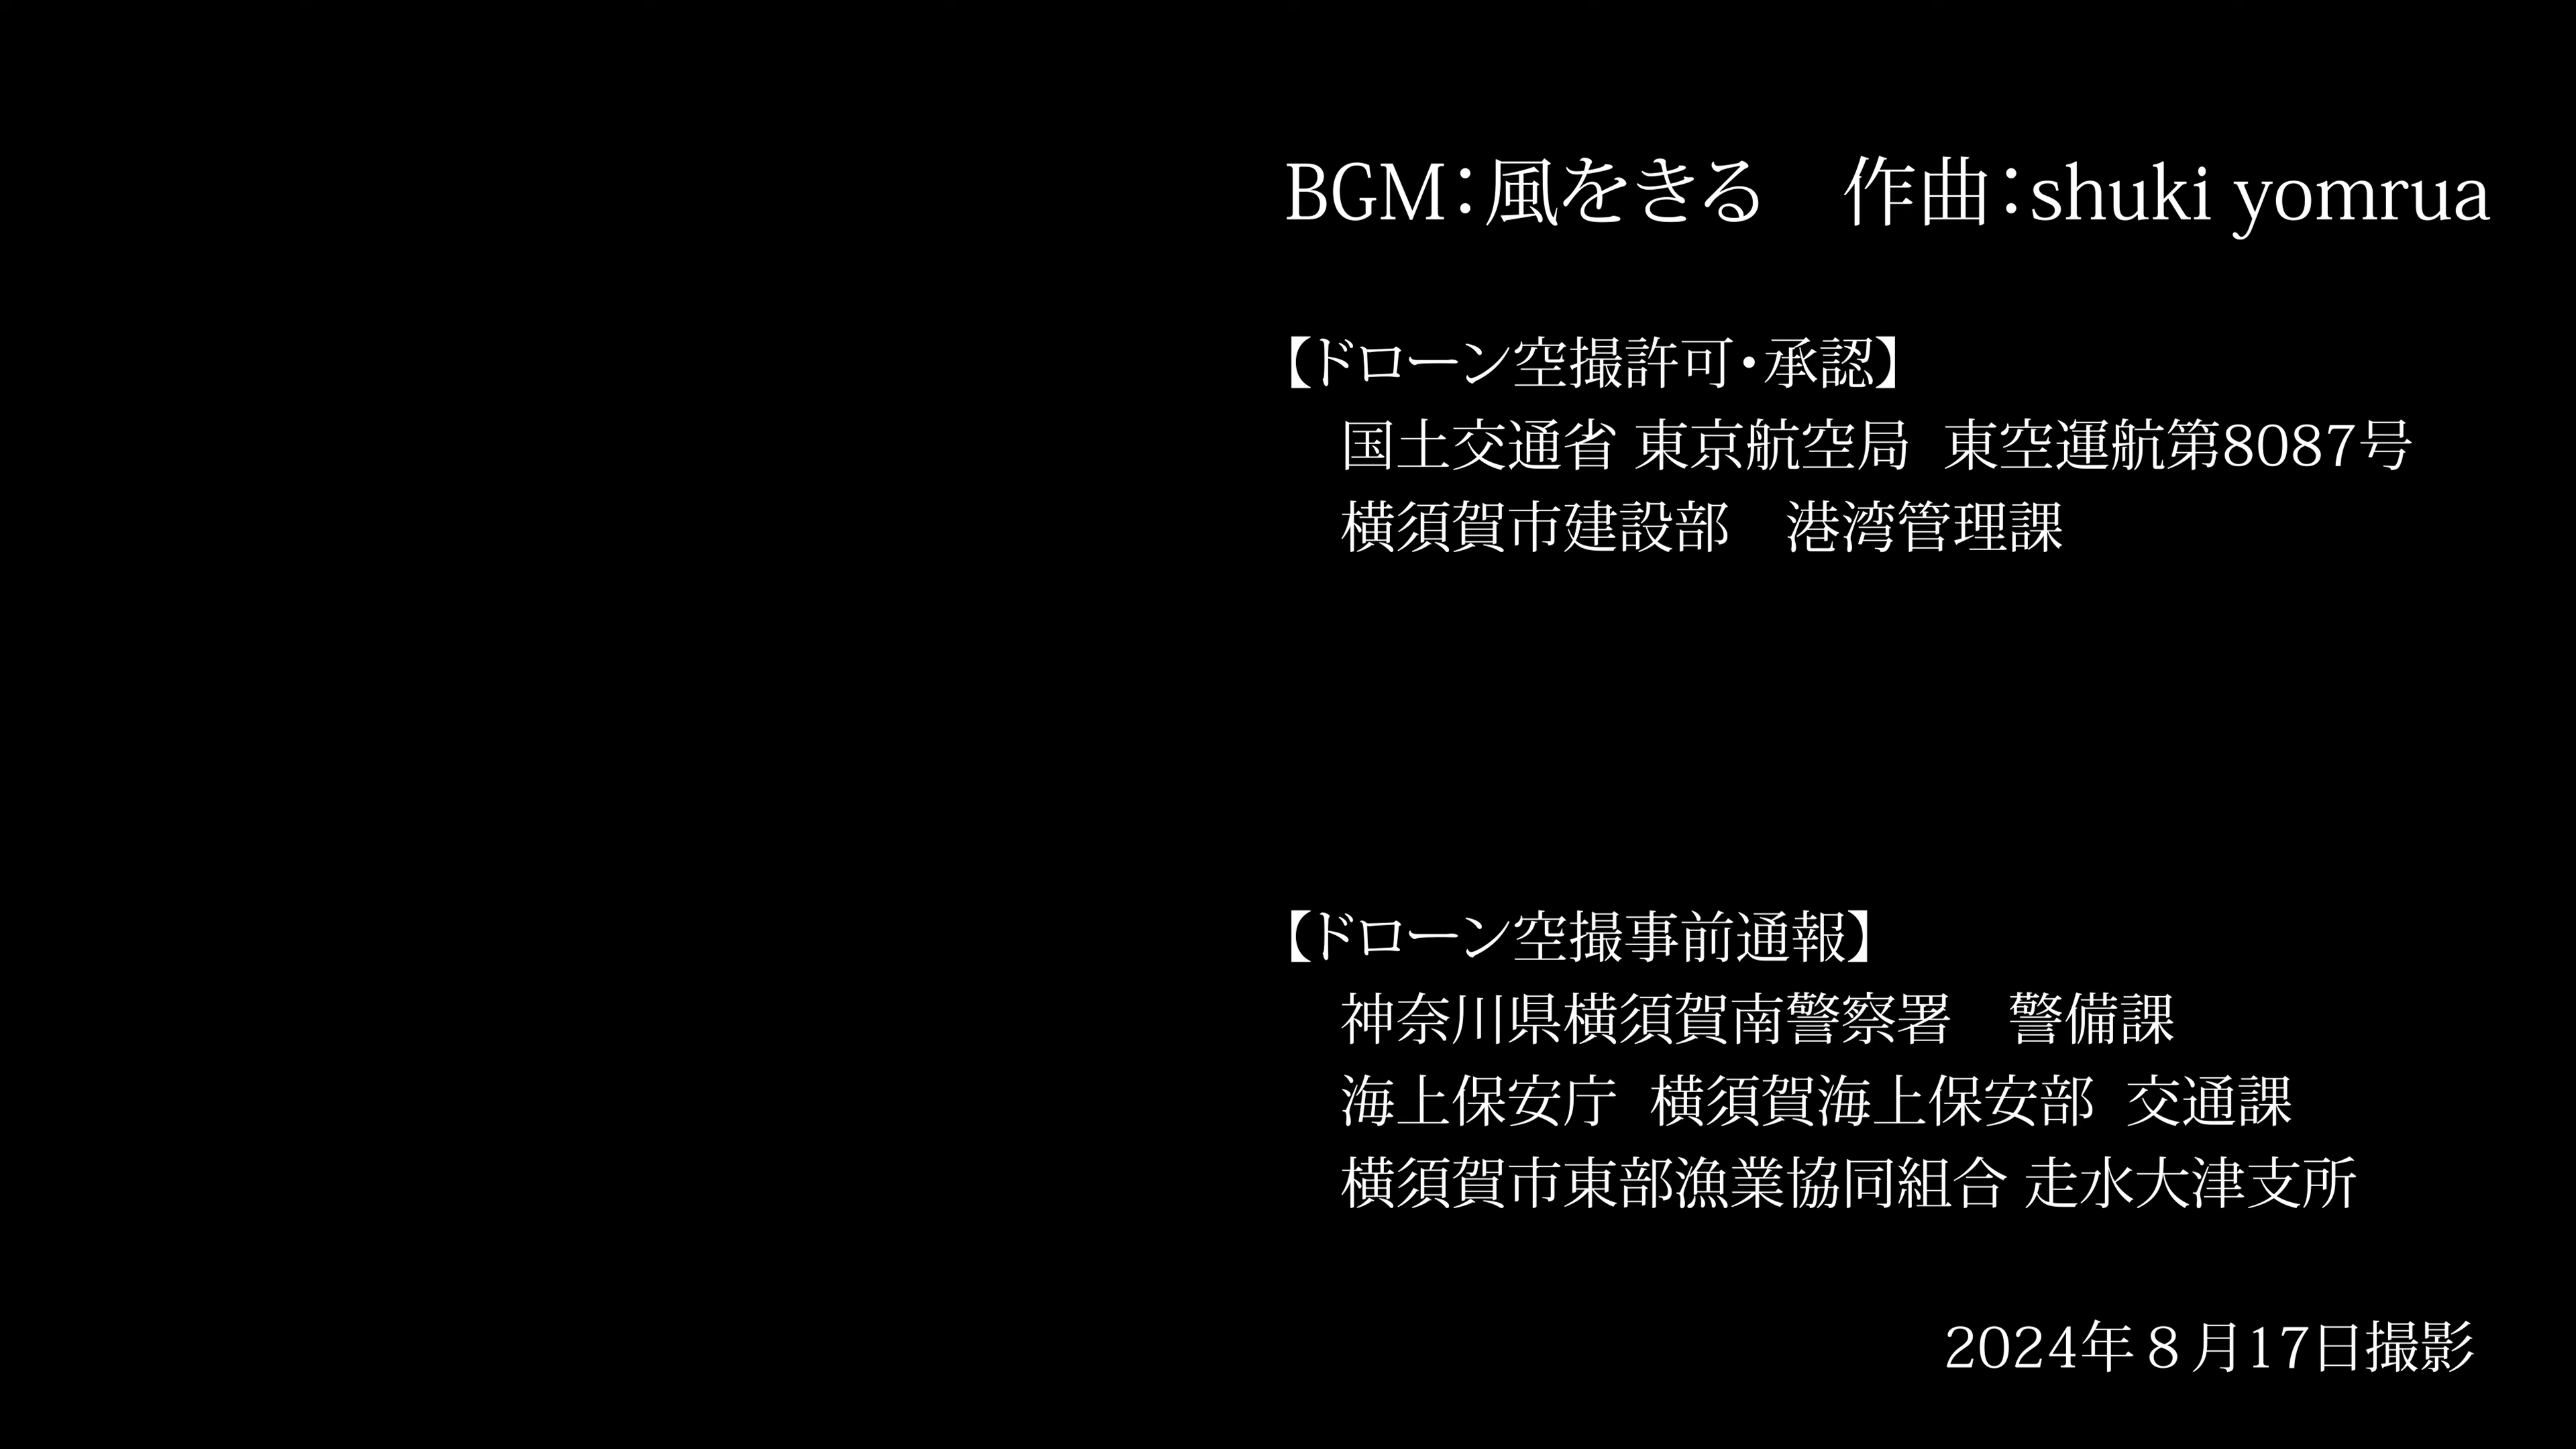 BGM：風をきる　作曲：shuki yomrua
【ドローン空撮許可・承認】
国土交通省 東京航空局  東空運航第8087号
横須賀市建設部　港湾管理課
【ドローン空撮事前通報】
神奈川県横須賀南警察署　警備課
海上保安庁  横須賀海上保安部  交通課
横須賀市東部漁業協同組合 走水大津支所
2024年８月17日撮影